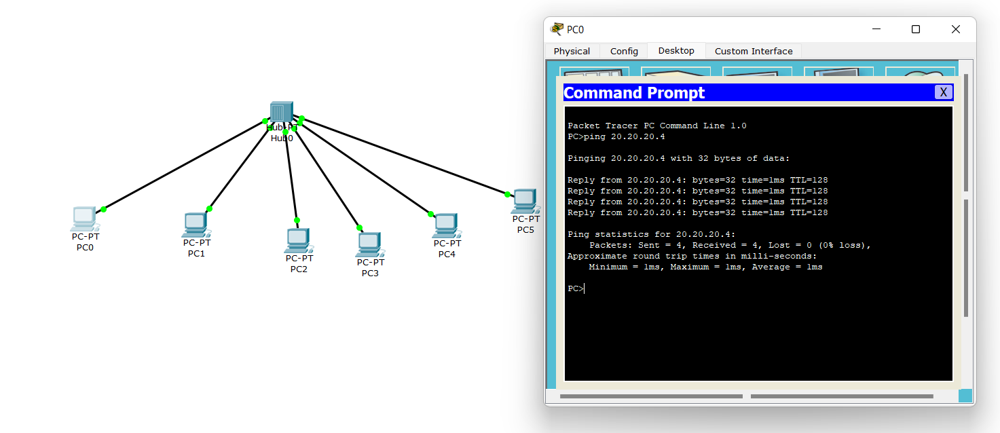 Hub-PT
Hub0
PC-PT
PC0
PC-PT
PC1
PC-PT
PC2
PC-PT
PC3
PC-PT
PC4
PC-PT
PC5
PC0
Physical Config Desktop Custom Interface
Command Prompt X
Packet Tracer PC Command Line 1.0
PC>ping 20.20.20.4
Pinging 20.20.20.4 with 32 bytes of data:
Reply from 20.20.20.4: bytes=32 time=1ms TTL=128
Reply from 20.20.20.4: bytes=32 time=1ms TTL=128
Reply from 20.20.20.4: bytes=32 time=1ms TTL=128
Reply from 20.20.20.4: bytes=32 time=1ms TTL=128
Ping statistics for 20.20.20.4:
Packets: Sent = 4, Received = 4, Lost = 0 (0% loss),
Approximate round trip times in milli-seconds:
Minimum = 1ms, Maximum = 1ms, Average = 1ms
PC>